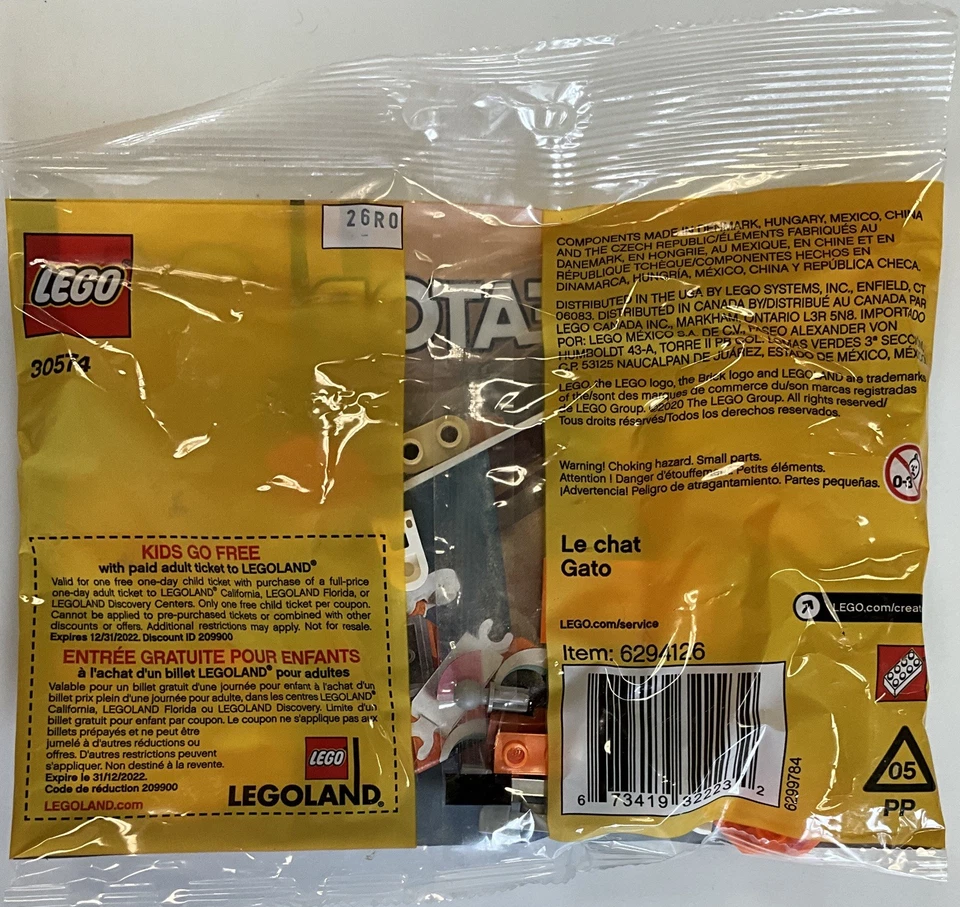 26R0
LEGO
30574
OTA
KIDS GO FREE
with paid adult ticket to LEGOLAND®
Valid for one free one-day child ticket with purchase of a full-price
one-day adult ticket to LEGOLAND® California, LEGOLAND Florida, or
LEGOLAND Discovery Centers. Only one free child ticket per coupon.
Cannot be applied to pre-purchased tickets or combined with other
discounts or offers. Additional restrictions may apply. Not for resale.
Expires 12/31/2022. Discount ID 209900
ENTRÉE GRATUITE POUR ENFANTS
à l'achat d'un billet LEGOLAND® pour adultes
Valable pour un billet gratuit d'une journée pour enfant à l'achat d'un
billet prix plein d'une journée pour adulte, dans les centres LEGOLAND®
California, LEGOLAND Florida ou LEGOLAND Discovery. Limite d'un
billet gratuit pour enfant par coupon. Le coupon ne s'applique pas aux
billets prépayés et ne peut être
jumelé à d'autres réductions ou
offres. D'autres restrictions peuvent
s'appliquer. Non destiné à la revente.
Expire le 31/12/2022.
Code de réduction 209900
LEGOLAND.com
LEGO
LEGOLAND®
COMPONENTS MADE IN DENMARK, HUNGARY, MEXICO, CHINA
AND THE CZECH REPUBLIC/ÉLÉMENTS FABRIQUÉS AU
DANEMARK, EN HONGRIE, AU MEXIQUE, EN CHINE ET EN
RÉPUBLIQUE TCHÈQUE/COMPONENTES HECHOS EN
DINAMARCA, HUNGRÍA, MÉXICO, CHINA Y REPÚBLICA CHECA.
DISTRIBUTED IN THE USA BY LEGO SYSTEMS, INC., ENFIELD, CT
06083. DISTRIBUTED IN CANADA BY/DISTRIBUÉ AU CANADA PAR
LEGO CANADA INC., MARKHAM, ONTARIO L3R 5N8. IMPORTADO
POR: LEGO MÉXICO S.A. DE C.V., PASEO ALEXANDER VON
HUMBOLDT 43-A, TORRE II LOMAS VERDES 3ª
C.P. 53125 NAUCALPAN DE JUÁREZ, ESTADO DE MÉXICO,
LEGO, the LEGO logo, the Brick logo and LEGOLAND are trademarks
of the/sont des marques de commerce du/son marcas registradas
de LEGO Group. ©2020 The LEGO Group. All rights reserved/
Tous droits réservés/Todos los derechos reservados.
Warning! Choking hazard. Small parts.
Attention ! Danger d'étouffement. Petits éléments.
¡Advertencia! Peligro de atragantamiento. Partes pequeñas.
0-3
Le chat
Gato
LEGO.com/creat
LEGO.com/service
Item: 6294126
6 73419 32223 2
6299784
05
PP